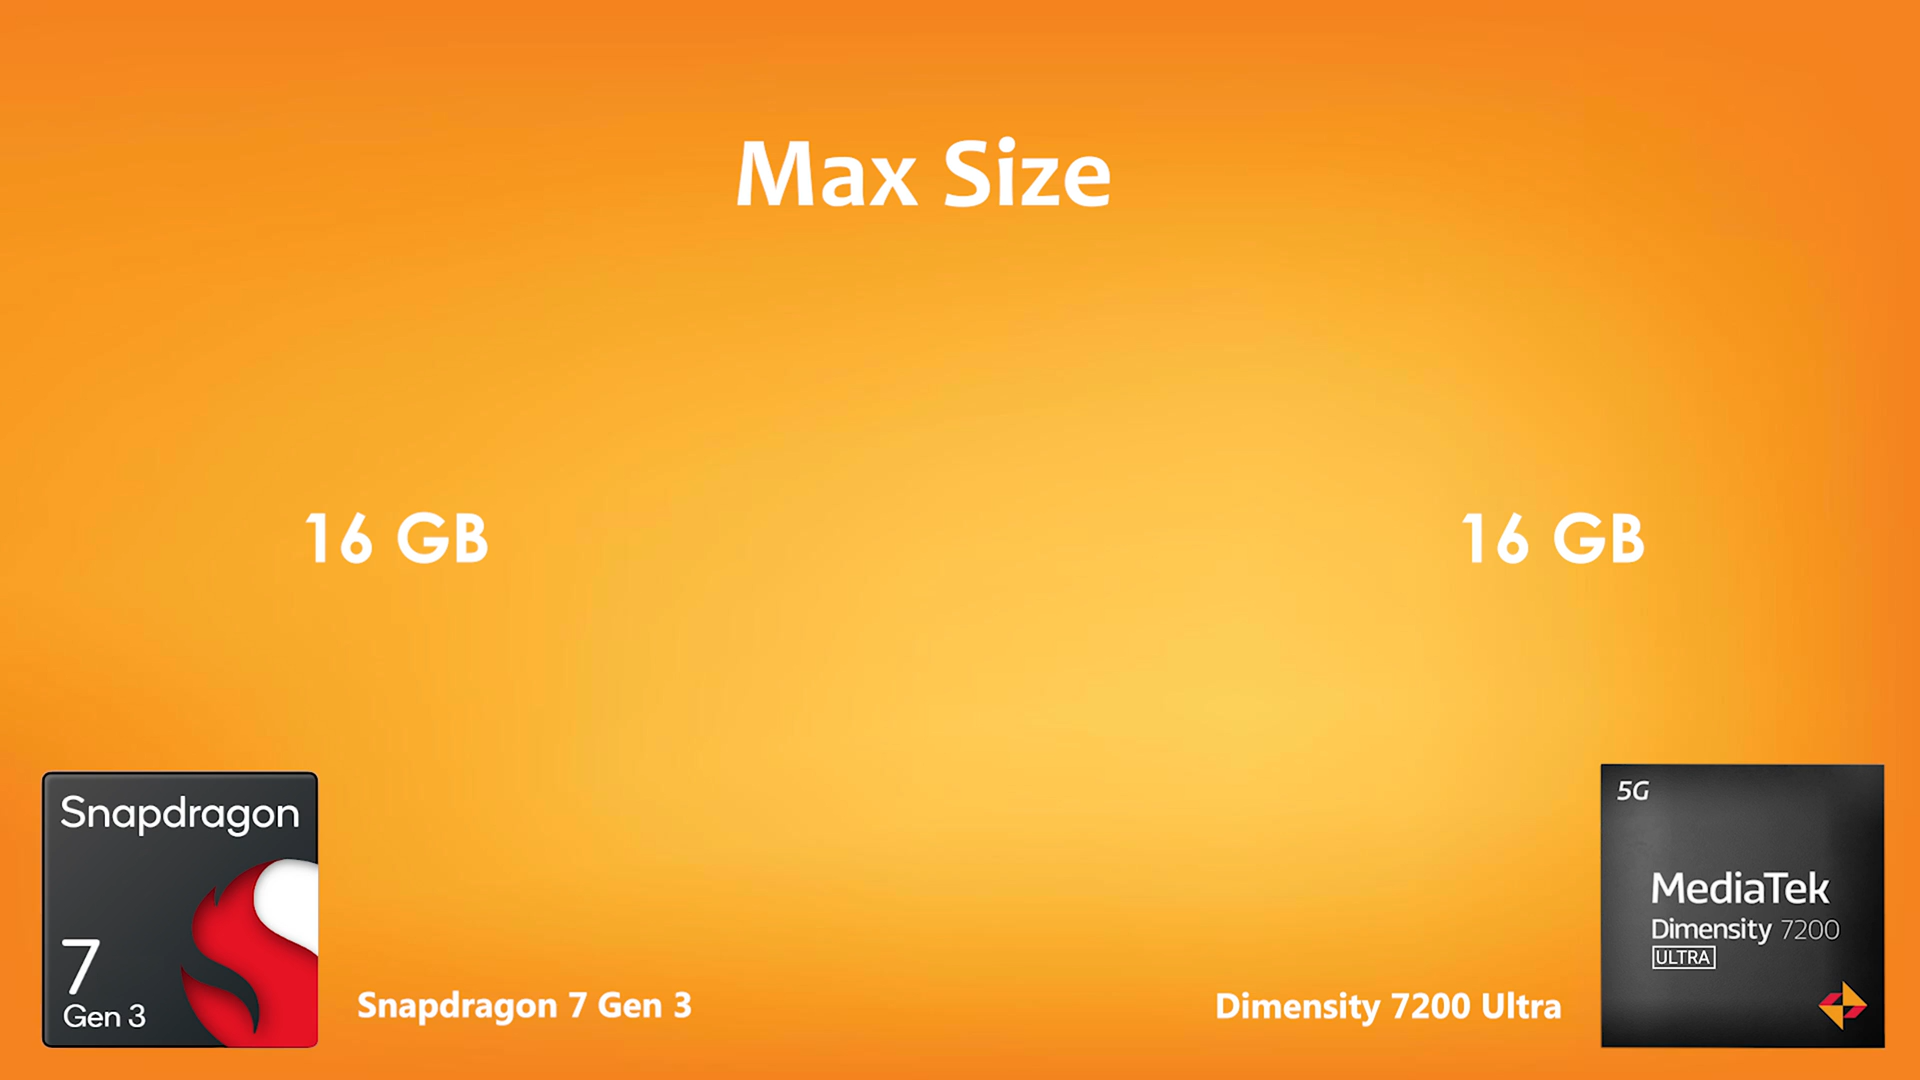 Max Size
16 GB
16 GB
Snapdragon
7
Gen 3
Snapdragon 7 Gen 3
Dimensity 7200 Ultra
5G
MediaTek
Dimensity 7200
ULTRA